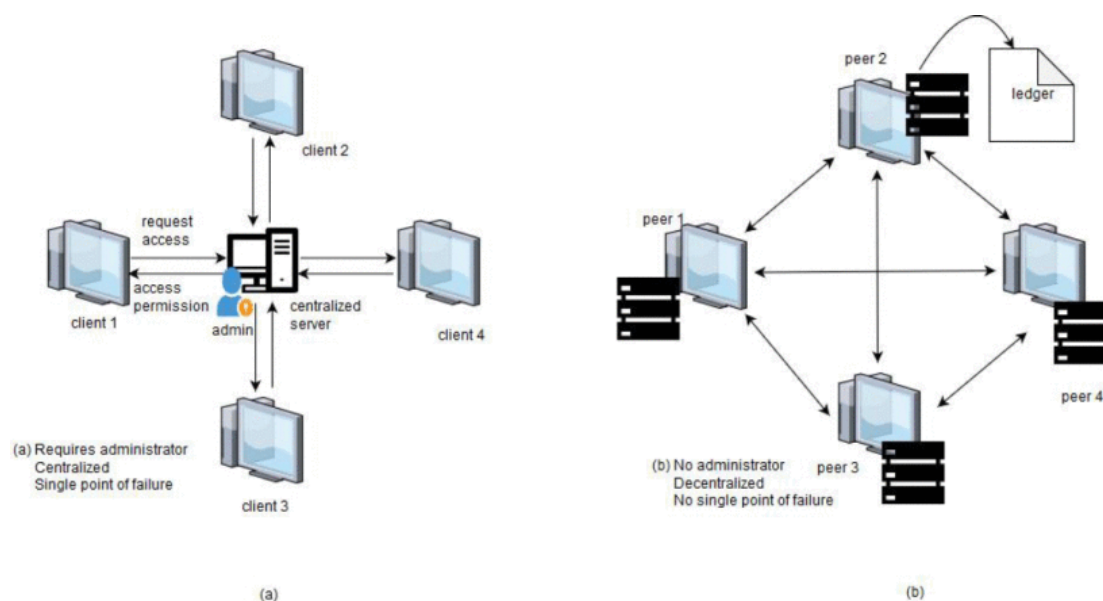 client 2
request
access
access
permission
client 1
admin
centralized
server
client 4
(a) Requires administrator
Centralized
Single point of failure
client 3
(a)
peer 2
ledger
peer 1
peer 4
peer 3
(b) No administrator
Decentralized
No single point of failure
(b)